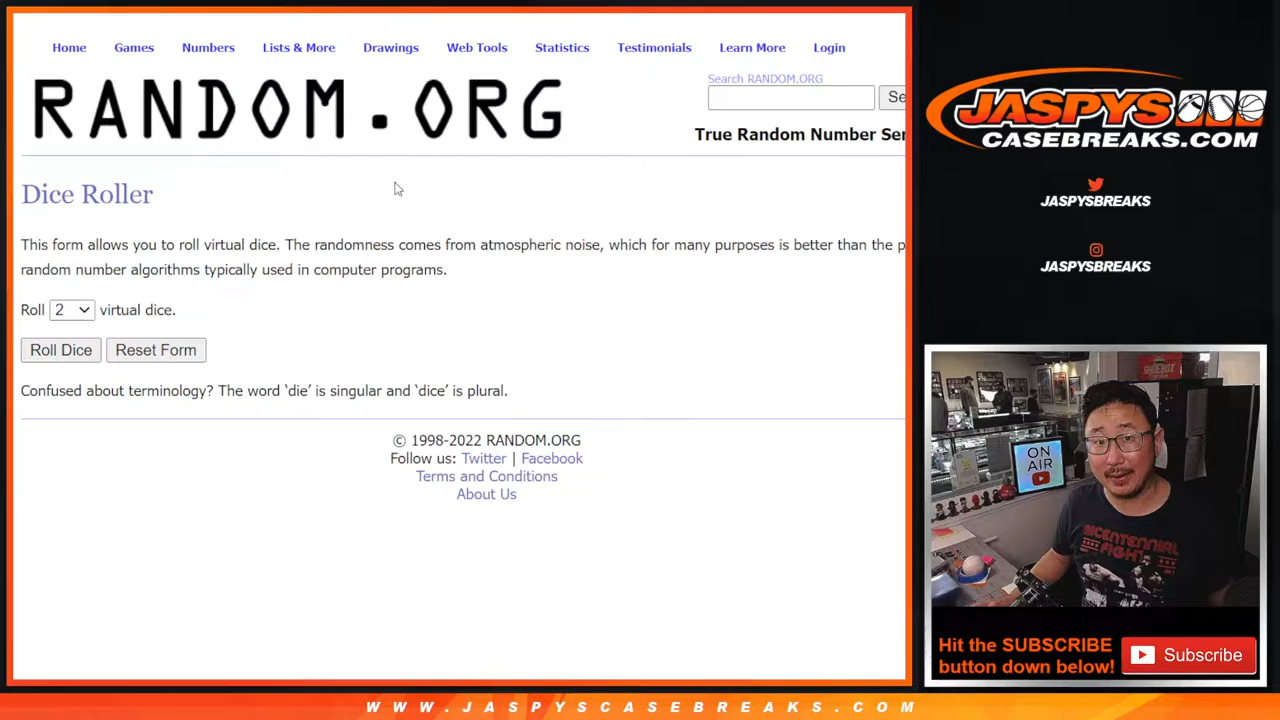 Home Games Numbers Lists & More Drawings Web Tools Statistics Testimonials Learn More Login
RANDOM.ORG
Search RANDOM.ORG
Se
True Random Number Ser
Dice Roller
This form allows you to roll virtual dice. The randomness comes from atmospheric noise, which for many purposes is better than the p
random number algorithms typically used in computer programs.
Roll 2 virtual dice.
Roll Dice Reset Form
Confused about terminology? The word ‘die’ is singular and ‘dice’ is plural.
© 1998-2022 RANDOM.ORG
Follow us: Twitter | Facebook
Terms and Conditions
About Us
JASPYS
CASEBREAKS.COM
JASPYSBREAKS
JASPYSBREAKS
SHOEBOX
ON
AIR
BICENTENNIAL
FIGHT
Hit the SUBSCRIBE
button down below!
Subscribe
WWW.JASPYSCASEBREAKS.COM